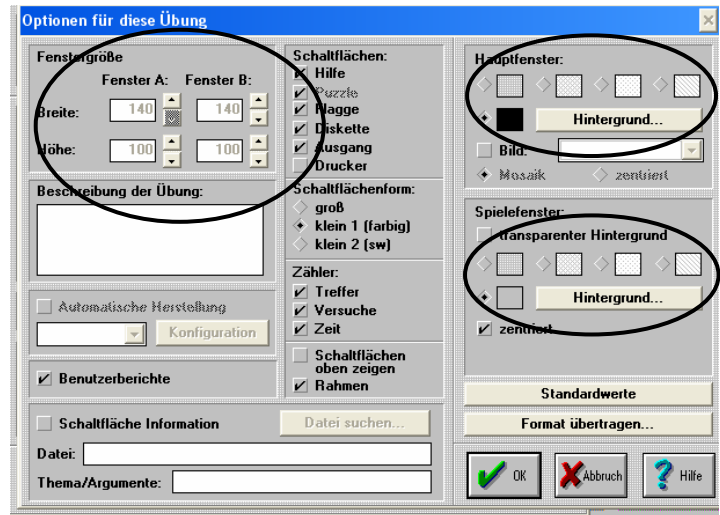 Optionen für diese Übung
Fenstergröße
Fenster A: Fenster B:
Breite: 140 140
Höhe: 100 100
Beschreibung der Übung:
Automatische Herstellung
Konfiguration
Benutzerberichte
Schaltfläche Information
Datei suchen...
Datei:
Thema/Argumente:
Schaltflächen:
Hilfe
Puzzle
Flagge
Diskette
Ausgang
Drucker
Schaltflächenform:
groß
klein 1 (farbig)
klein 2 (sw)
Zähler:
Treffer
Versuche
Zeit
Schaltflächen
oben zeigen
Rahmen
Hauptfenster:
Hintergrund...
Bild:
Mosaik zentriert
Spielefenster:
transparenter Hintergrund
Hintergrund...
zentriert
Standardwerte
Format übertragen...
OK Abbruch Hilfe